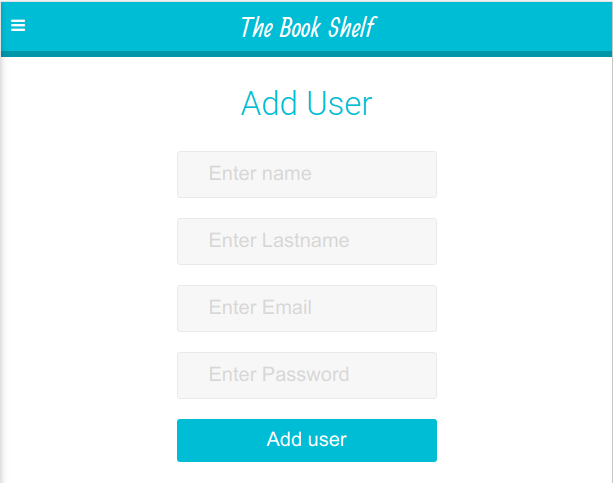 The Book Shelf
Add User
Enter name
Enter Lastname
Enter Email
Enter Password
Add user